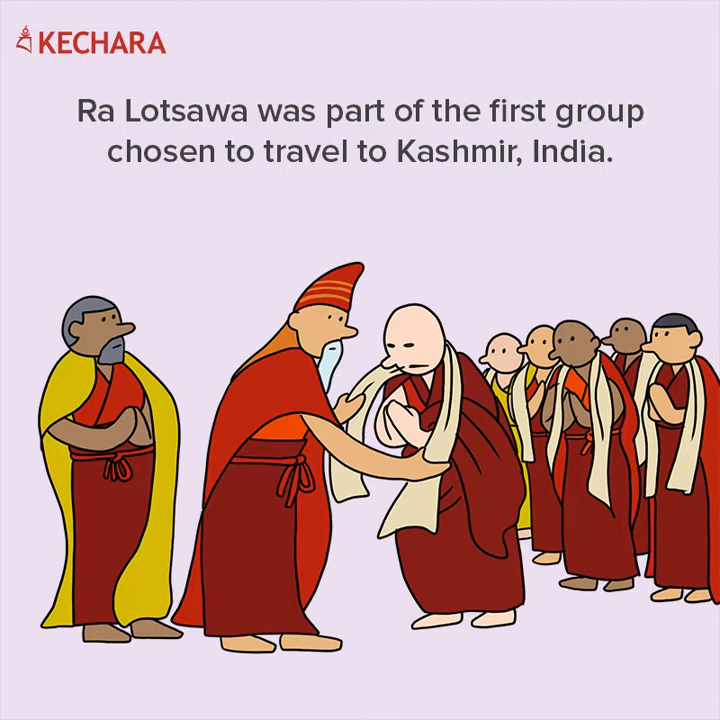 KECHARA
Ra Lotsawa was part of the first group
chosen to travel to Kashmir, India.